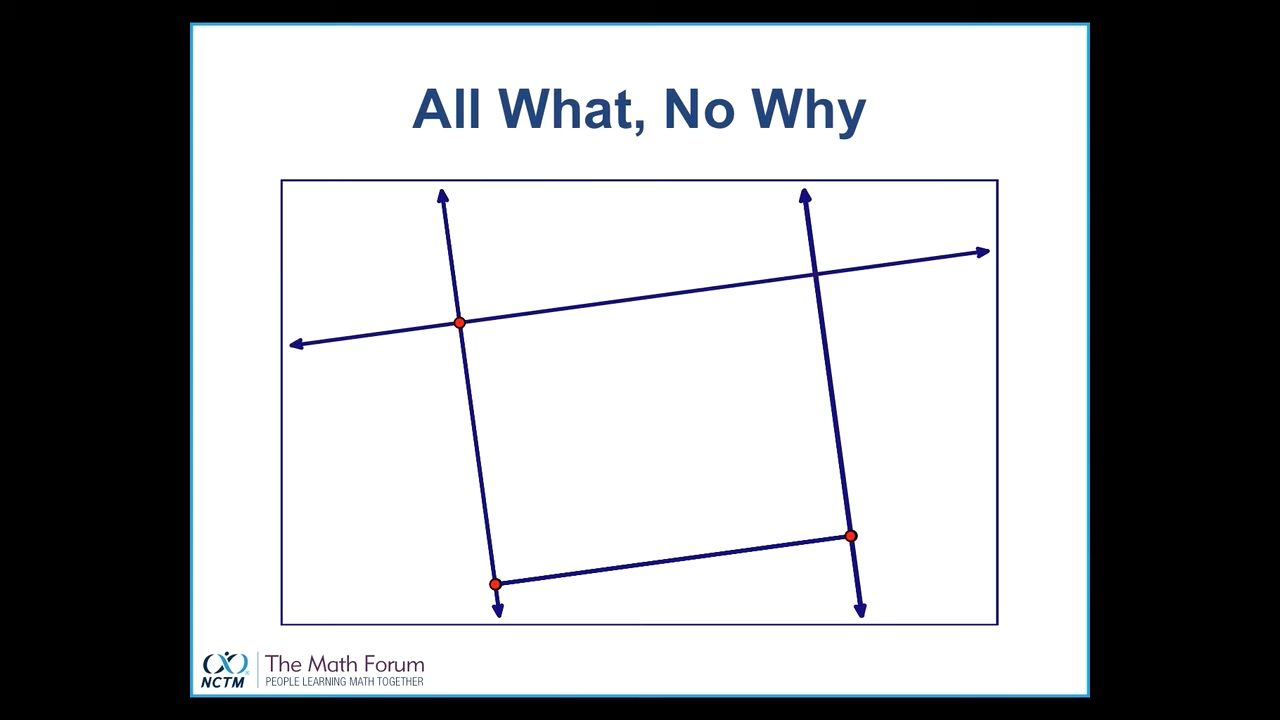 All What, No Why
NCTM
The Math Forum
PEOPLE LEARNING MATH TOGETHER